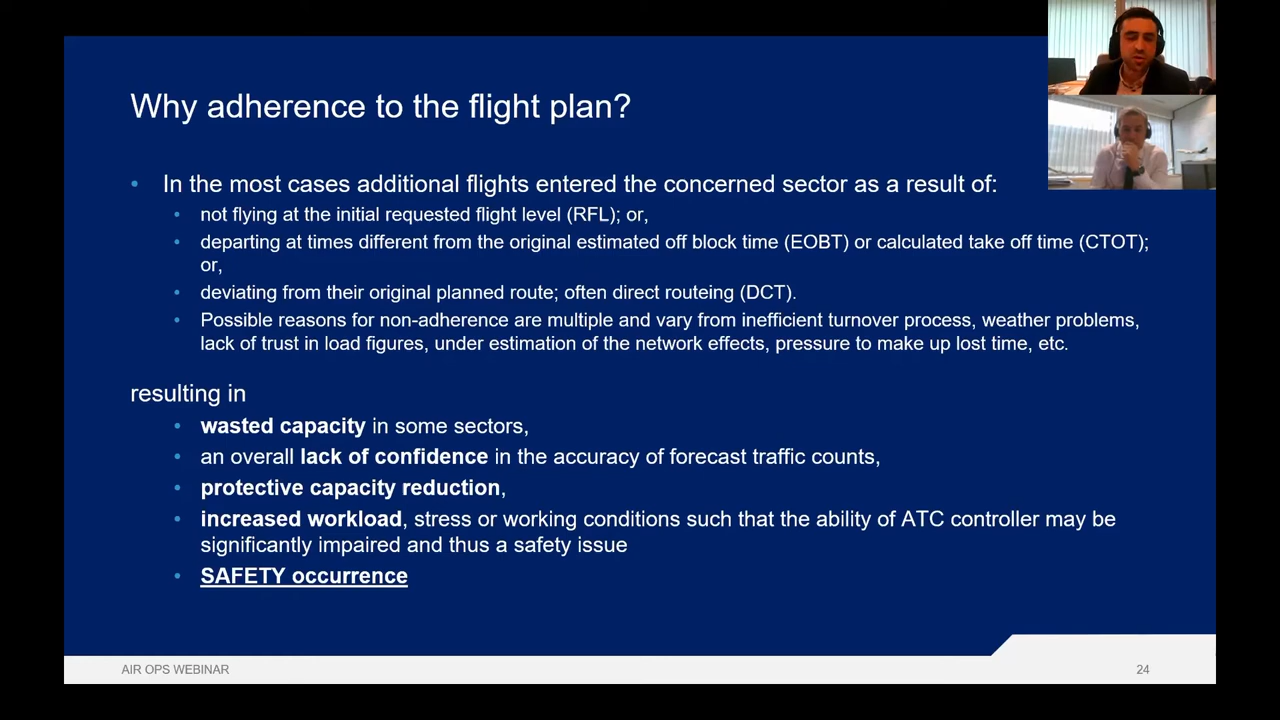 Why adherence to the flight plan?
• In the most cases additional flights entered the concerned sector as a result of:
• not flying at the initial requested flight level (RFL); or,
• departing at times different from the original estimated off block time (EOBT) or calculated take off time (CTOT);
or,
• deviating from their original planned route; often direct routeing (DCT).
• Possible reasons for non-adherence are multiple and vary from inefficient turnover process, weather problems,
lack of trust in load figures, under estimation of the network effects, pressure to make up lost time, etc.
resulting in
• wasted capacity in some sectors,
• an overall lack of confidence in the accuracy of forecast traffic counts,
• protective capacity reduction,
• increased workload, stress or working conditions such that the ability of ATC controller may be
significantly impaired and thus a safety issue
• SAFETY occurrence
AIR OPS WEBINAR
24